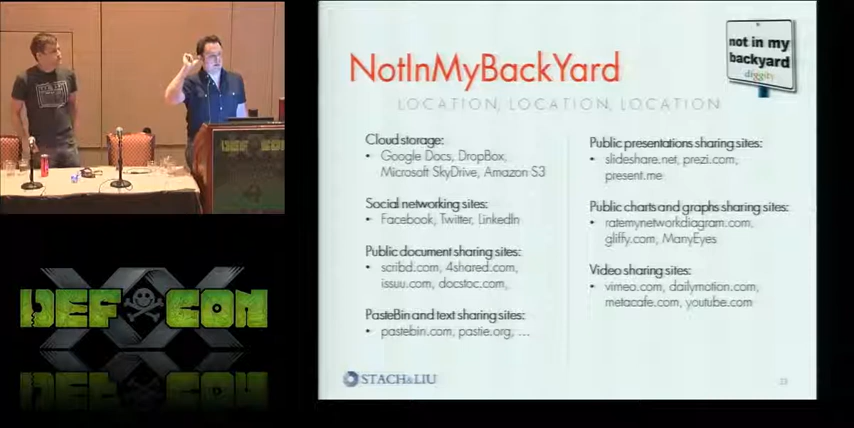 NotInMyBackYard
LOCATION, LOCATION, LOCATION
not in my
backyard
diggity
Cloud storage:
• Google Docs, DropBox,
Microsoft SkyDrive, Amazon S3
Social networking sites:
• Facebook, Twitter, LinkedIn
Public document sharing sites:
• scribd.com, 4shared.com,
issuu.com, docstoc.com,
PasteBin and text sharing sites:
• pastebin.com, pastie.org, ...
Public presentations sharing sites:
• slideshare.net, prezi.com,
present.me
Public charts and graphs sharing sites:
• ratemynetworkdiagram.com,
gliffy.com, ManyEyes
Video sharing sites:
• vimeo.com, dailymotion.com,
metacafe.com, youtube.com
STACH&LIU
DEF CON
XX
DEF CON